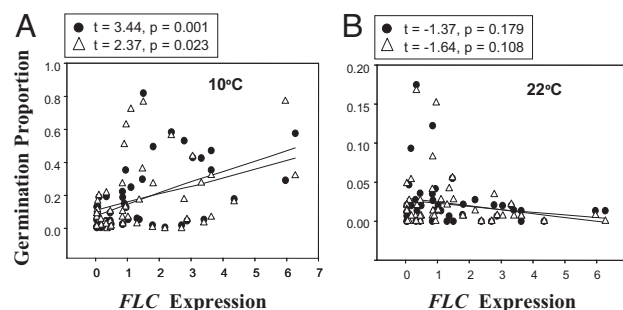 A
● t = 3.44, p = 0.001
△ t = 2.37, p = 0.023
10°C
Germination Proportion
1.0
0.8
0.6
0.4
0.2
0.0
0 1 2 3 4 5 6 7
FLC Expression
B
● t = -1.37, p = 0.179
△ t = -1.64, p = 0.108
22°C
0.20
0.15
0.10
0.05
0.00
0 1 2 3 4 5 6
FLC Expression